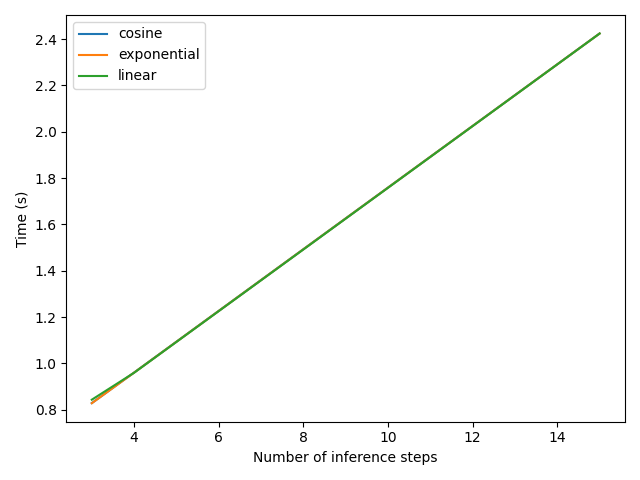 cosine
exponential
linear
2.4
2.2
2.0
1.8
1.6
1.4
1.2
1.0
0.8
Time (s)
4 6 8 10 12 14
Number of inference steps